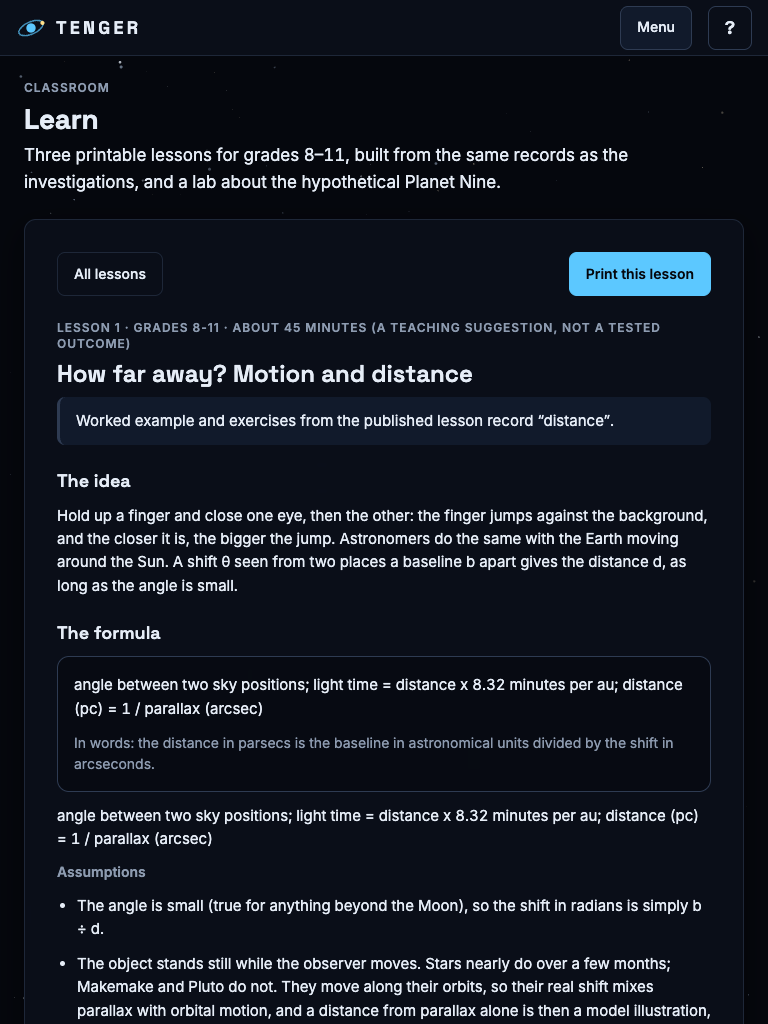 TENGER
Menu
?
CLASSROOM
Learn
Three printable lessons for grades 8–11, built from the same records as the
investigations, and a lab about the hypothetical Planet Nine.
All lessons
Print this lesson
LESSON 1 · GRADES 8-11 · ABOUT 45 MINUTES (A TEACHING SUGGESTION, NOT A TESTED
OUTCOME)
How far away? Motion and distance
Worked example and exercises from the published lesson record “distance”.
The idea
Hold up a finger and close one eye, then the other: the finger jumps against the background,
and the closer it is, the bigger the jump. Astronomers do the same with the Earth moving
around the Sun. A shift θ seen from two places a baseline b apart gives the distance d, as
long as the angle is small.
The formula
angle between two sky positions; light time = distance x 8.32 minutes per au; distance
(pc) = 1 / parallax (arcsec)
In words: the distance in parsecs is the baseline in astronomical units divided by the shift in
arcseconds.
angle between two sky positions; light time = distance x 8.32 minutes per au; distance (pc)
= 1 / parallax (arcsec)
Assumptions
• The angle is small (true for anything beyond the Moon), so the shift in radians is simply b
÷ d.
• The object stands still while the observer moves. Stars nearly do over a few months;
Makemake and Pluto do not. They move along their orbits, so their real shift mixes
parallax with orbital motion, and a distance from parallax alone is then a model illustration,